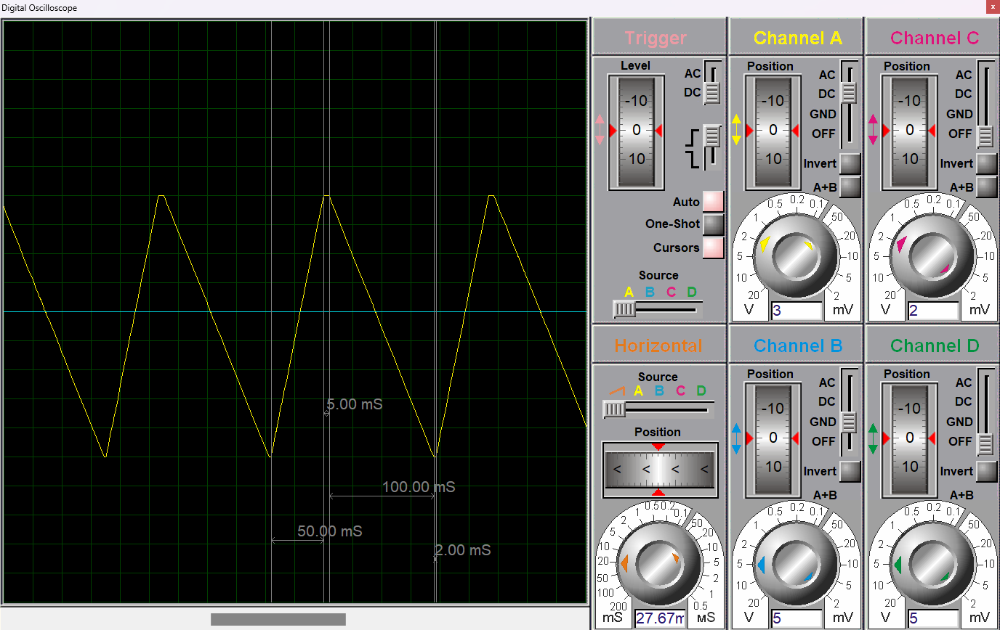 Digital Oscilloscope
x
5.00 mS
100.00 mS
50.00 mS
2.00 mS
Trigger
Level
-10
0
10
AC
DC
Auto
One-Shot
Cursors
Source
A B C D
Channel A
Position
-10
0
10
AC
DC
GND
OFF
Invert
A+B
20 10 5 2 1 0.5 0.2 0.1 50 20 10 5 2
V
3
mV
Channel C
Position
-10
0
10
AC
DC
GND
OFF
Invert
A+B
20 10 5 2 1 0.5 0.2 0.1 50 20 10 5 2
V
2
mV
Horizontal
Source
A B C D
Position
< < < <
200 100 50 20 10 5 2 1 0.5 0.2 0.1 50 20 10 5 2 1 0.5
mS
27.67m
мS
Channel B
Position
-10
0
10
AC
DC
GND
OFF
Invert
A+B
20 10 5 2 1 0.5 0.2 0.1 50 20 10 5 2
V
5
mV
Channel D
Position
-10
0
10
AC
DC
GND
OFF
Invert
A+B
20 10 5 2 1 0.5 0.2 0.1 50 20 10 5 2
V
5
mV